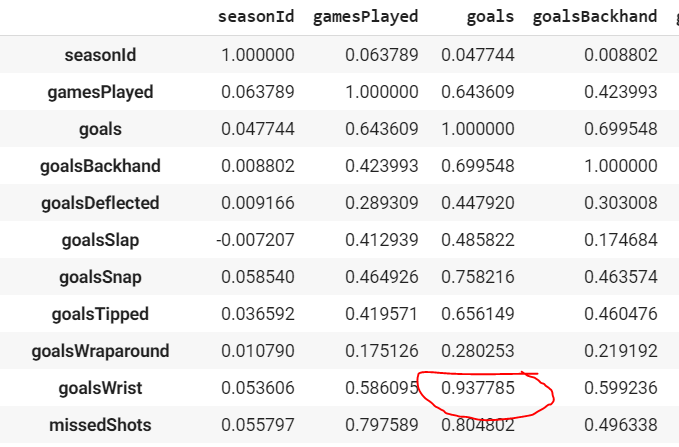 seasonId gamesPlayed goals goalsBackhand
seasonId 1.000000 0.063789 0.047744 0.008802
gamesPlayed 0.063789 1.000000 0.643609 0.423993
goals 0.047744 0.643609 1.000000 0.699548
goalsBackhand 0.008802 0.423993 0.699548 1.000000
goalsDeflected 0.009166 0.289309 0.447920 0.303008
goalsSlap -0.007207 0.412939 0.485822 0.174684
goalsSnap 0.058540 0.464926 0.758216 0.463574
goalsTipped 0.036592 0.419571 0.656149 0.460476
goalsWraparound 0.010790 0.175126 0.280253 0.219192
goalsWrist 0.053606 0.586095 0.937785 0.599236
missedShots 0.055797 0.797589 0.804802 0.496338